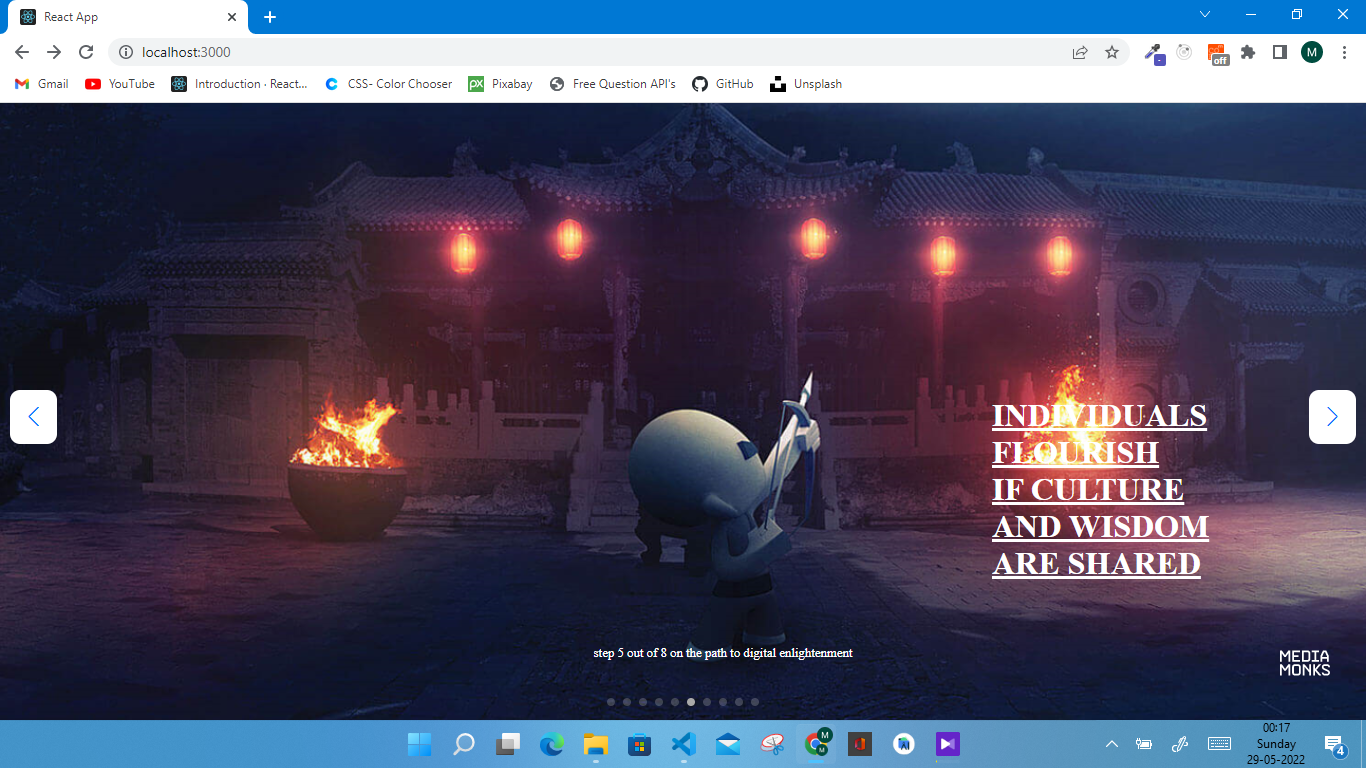 React App
localhost:3000
M
off
Gmail
YouTube
Introduction · React...
CSS- Color Chooser
px
Pixabay
Free Question API's
GitHub
Unsplash
INDIVIDUALS
FLOURISH
IF CULTURE
AND WISDOM
ARE SHARED
step 5 out of 8 on the path to digital enlightenment
MEDIA
MONKS
M
M
00:17
Sunday
29-05-2022
4